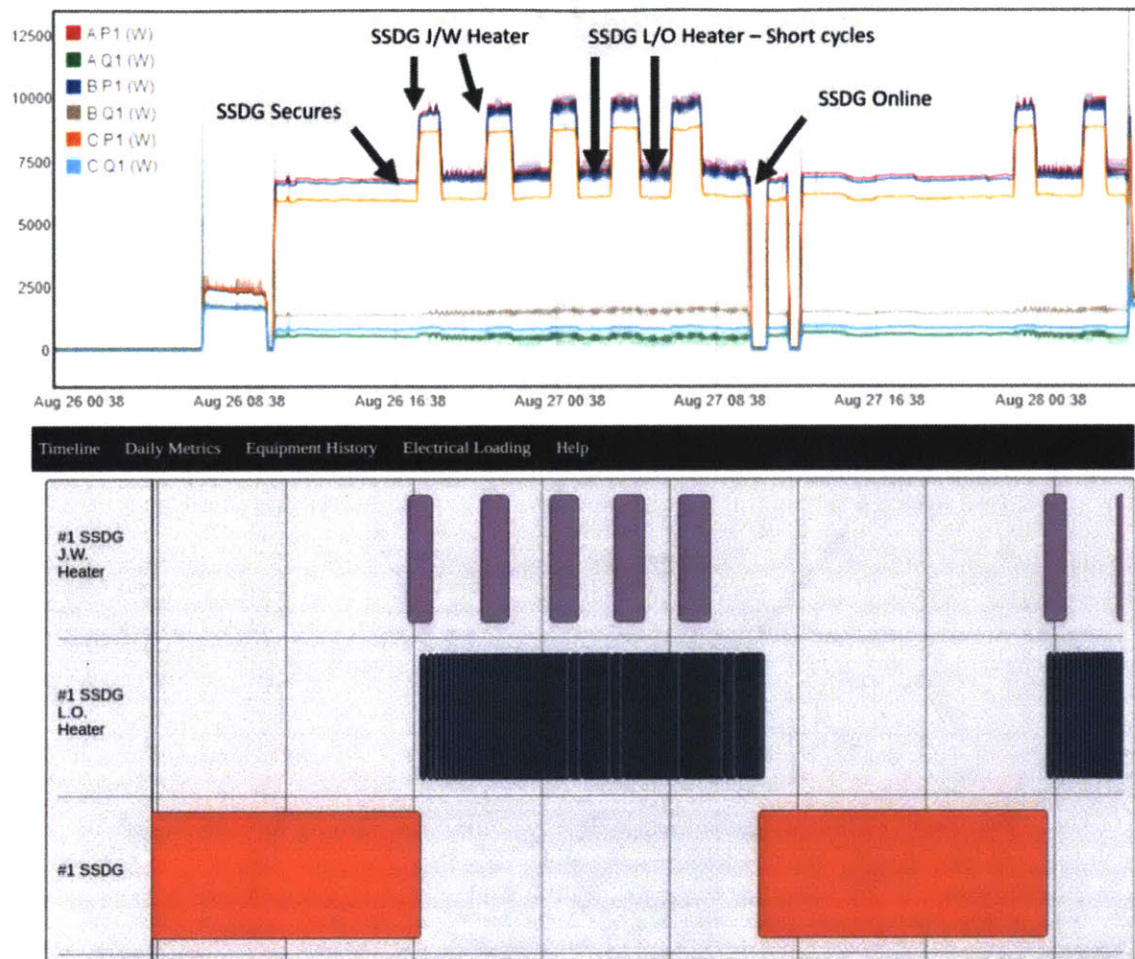 12500
10000
7500
5000
2500
0
A P1 (W)
A Q1 (W)
B P1 (W)
B Q1 (W)
C P1 (W)
C Q1 (W)
SSDG J/W Heater
SSDG L/O Heater – Short cycles
SSDG Secures
SSDG Online
Aug 26 00 38
Aug 26 08 38
Aug 26 16 38
Aug 27 00 38
Aug 27 08 38
Aug 27 16 38
Aug 28 00 38
Timeline Daily Metrics Equipment History Electrical Loading Help
#1 SSDG
J.W.
Heater
#1 SSDG
L.O.
Heater
#1 SSDG